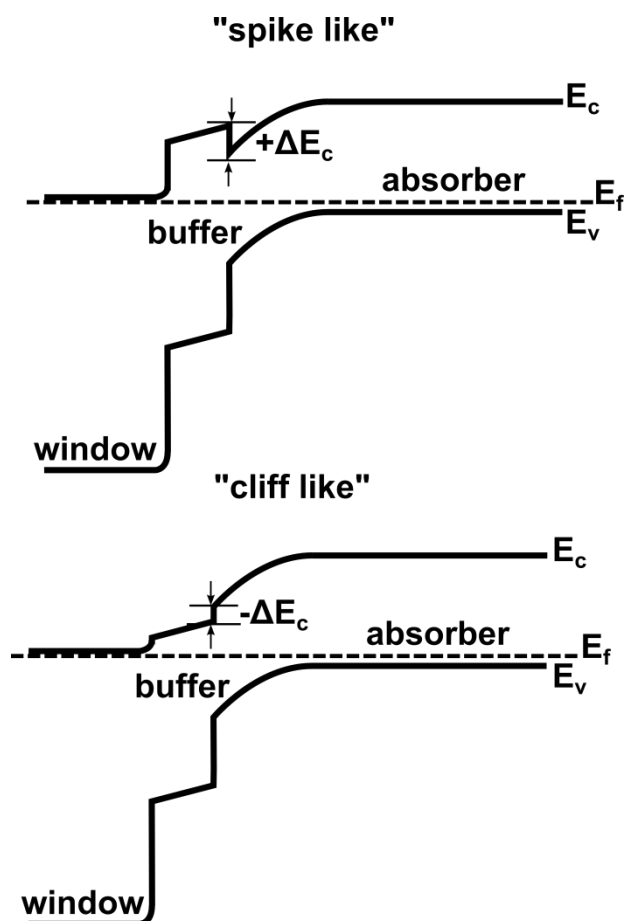 "spike like"
E_c
+ΔE_c
absorber
E_f
buffer
E_v
window
"cliff like"
E_c
-ΔE_c
absorber
E_f
buffer
E_v
window